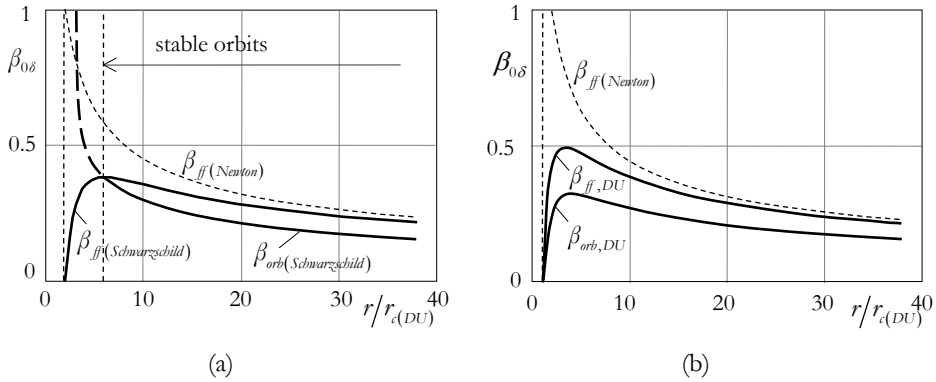 1
β0δ
0.5
0
stable orbits
βff(Newton)
βff(Schwarzschild)
βorb(Schwarzschild)
0 10 20 30 40
r/rc(DU)
(a)
1
β0δ
0.5
0
βff(Newton)
βff,DU
βorb,DU
0 10 20 30 40
r/rc(DU)
(b)